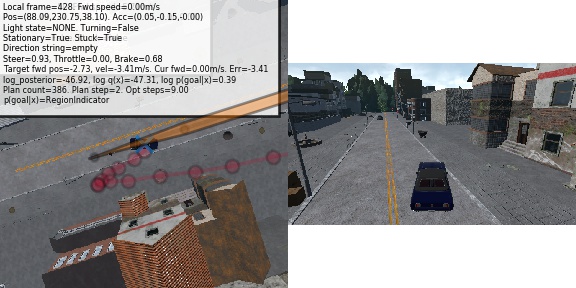 Local frame=428. Fwd speed=0.00m/s
Pos=(88.09,230.75,38.10). Acc=(0.05,-0.15,-0.00)
Light state=NONE. Turning=False
Stationary=True. Stuck=True
Direction string=empty
Steer=0.93, Throttle=0.00, Brake=0.68
Target fwd pos=-2.73, vel=-3.41m/s. Cur fwd=0.00m/s. Err=-3.41
log_posterior=-46.92, log q(x)=-47.31, log p(goal|x)=0.39
Plan count=386. Plan step=2. Opt steps=9.00
p(goal|x)=RegionIndicator